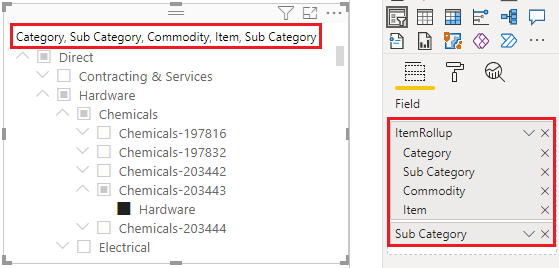 Category, Sub Category, Commodity, Item, Sub Category
Direct
Contracting & Services
Hardware
Chemicals
Chemicals-197816
Chemicals-197832
Chemicals-203442
Chemicals-203443
Hardware
Chemicals-203444
Electrical
Field
ItemRollup
Category
Sub Category
Commodity
Item
Sub Category